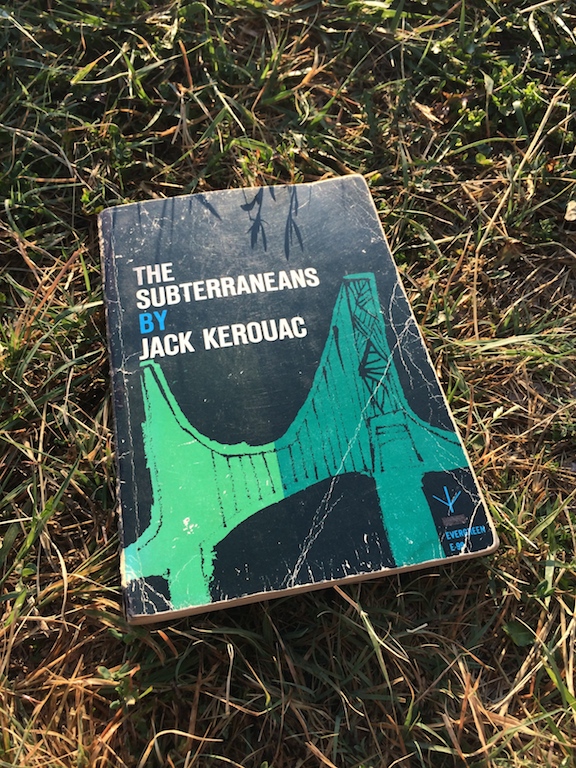 THE
SUBTERRANEANS
BY
JACK KEROUAC
EVERGREEN